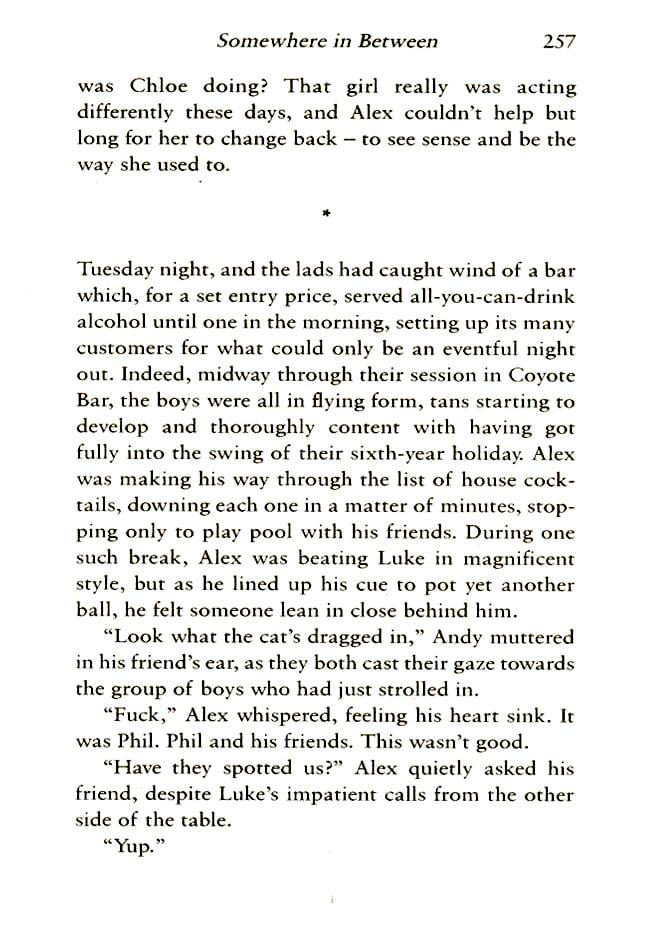 Somewhere in Between 257
was Chloe doing? That girl really was acting
differently these days, and Alex couldn't help but
long for her to change back – to see sense and be the
way she used to.
*
Tuesday night, and the lads had caught wind of a bar
which, for a set entry price, served all-you-can-drink
alcohol until one in the morning, setting up its many
customers for what could only be an eventful night
out. Indeed, midway through their session in Coyote
Bar, the boys were all in flying form, tans starting to
develop and thoroughly content with having got
fully into the swing of their sixth-year holiday. Alex
was making his way through the list of house cock-
tails, downing each one in a matter of minutes, stop-
ping only to play pool with his friends. During one
such break, Alex was beating Luke in magnificent
style, but as he lined up his cue to pot yet another
ball, he felt someone lean in close behind him.
“Look what the cat's dragged in,” Andy muttered
in his friend's ear, as they both cast their gaze towards
the group of boys who had just strolled in.
“Fuck,” Alex whispered, feeling his heart sink. It
was Phil. Phil and his friends. This wasn't good.
“Have they spotted us?” Alex quietly asked his
friend, despite Luke's impatient calls from the other
side of the table.
“Yup.”